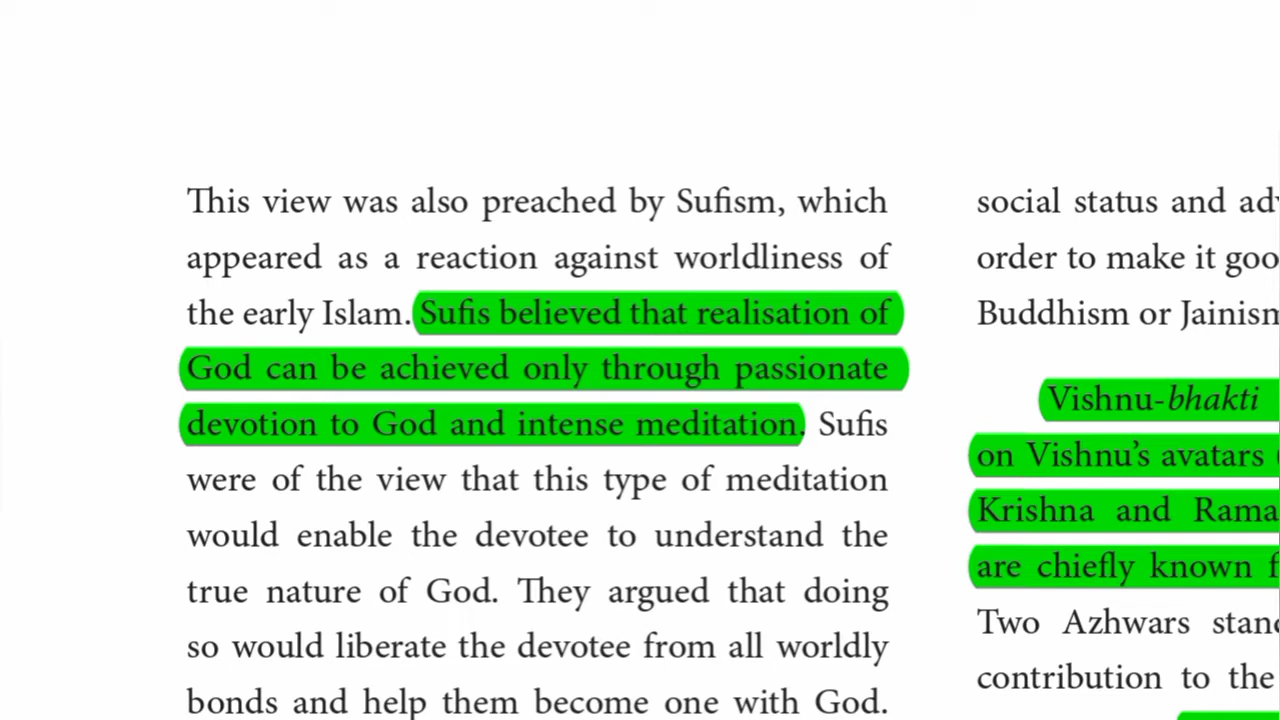 This view was also preached by Sufism, which
appeared as a reaction against worldliness of
the early Islam. Sufis believed that realisation of
God can be achieved only through passionate
devotion to God and intense meditation. Sufis
were of the view that this type of meditation
would enable the devotee to understand the
true nature of God. They argued that doing
so would liberate the devotee from all worldly
bonds and help them become one with God.
social status and
order to make it
Buddhism or
Vishnu-bhakti
on Vishnu’s avatars
Krishna and Rama
are chiefly known
Two Azhwars
contribution to the